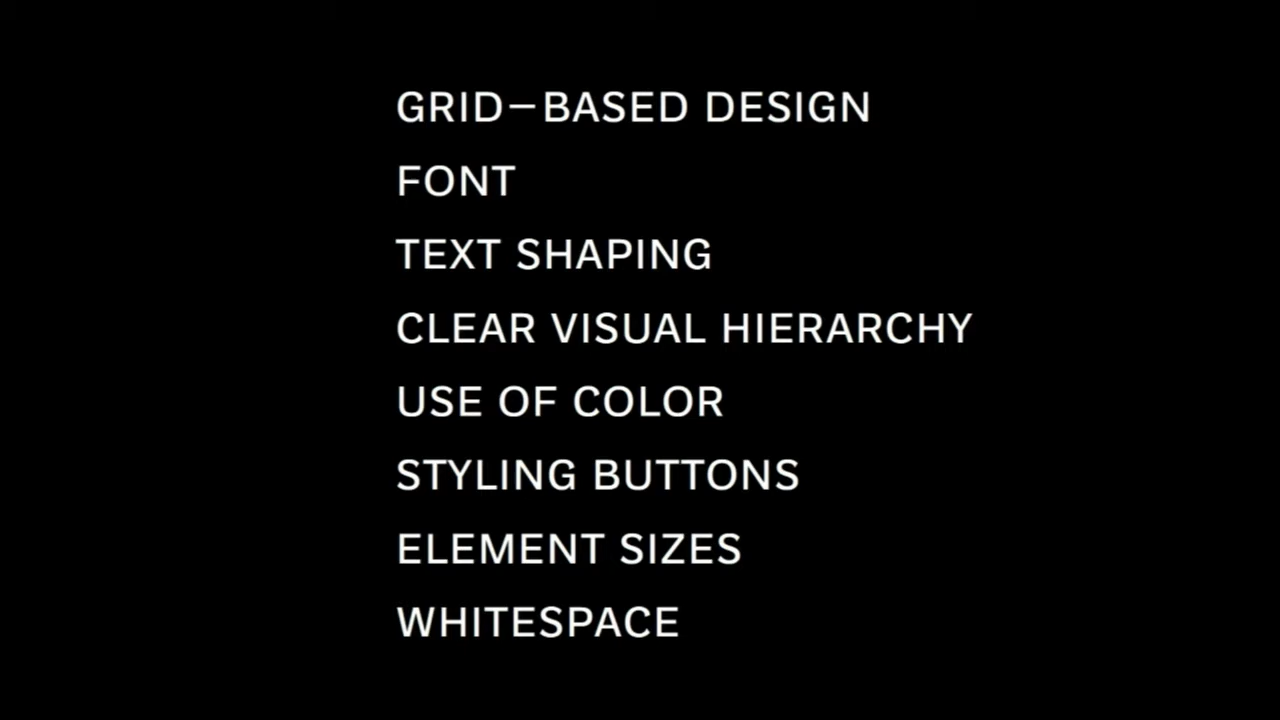 GRID-BASED DESIGN
FONT
TEXT SHAPING
CLEAR VISUAL HIERARCHY
USE OF COLOR
STYLING BUTTONS
ELEMENT SIZES
WHITESPACE